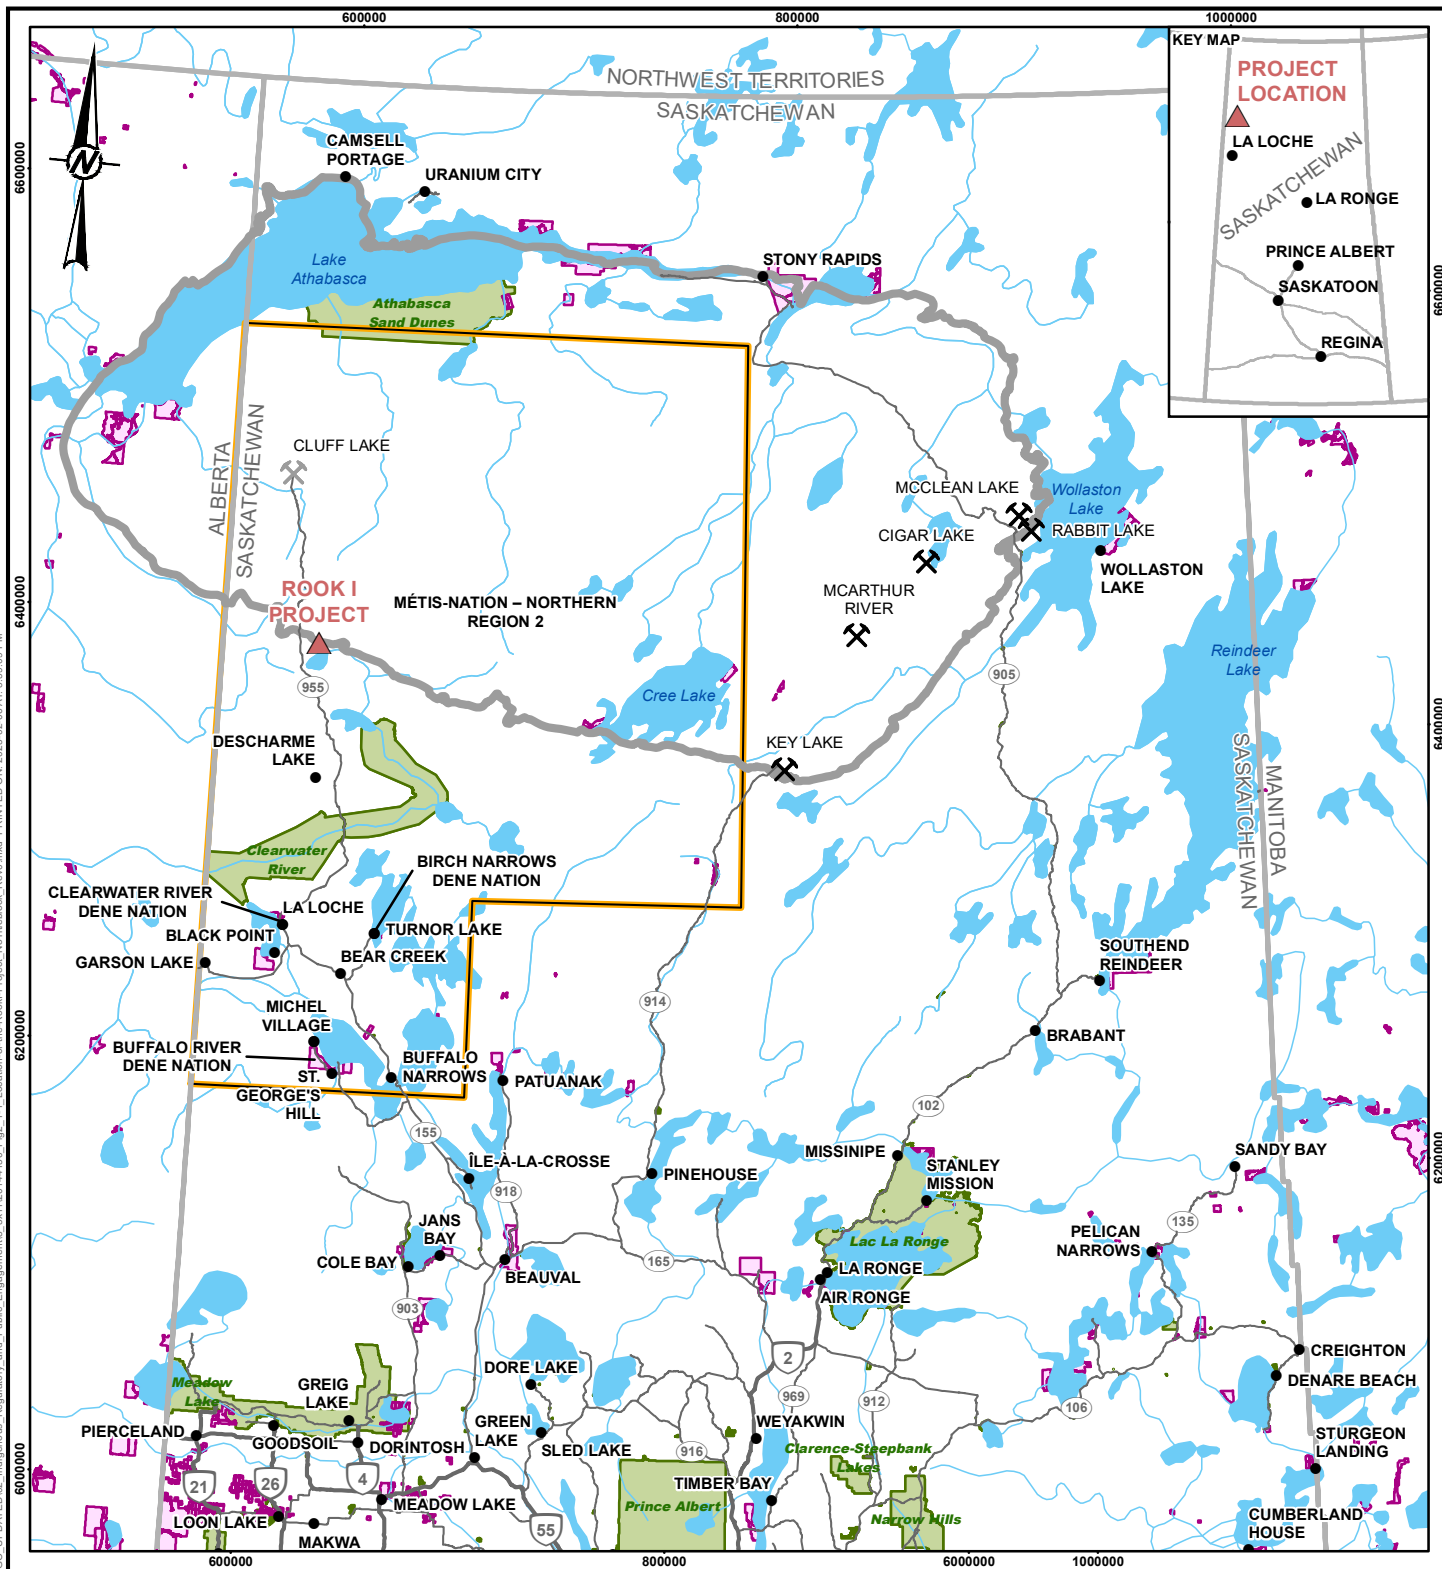 600000
800000
1000000
NORTHWEST TERRITORIES
SASKATCHEWAN
KEY MAP
PROJECT
LOCATION
LA LOCHE
SASKATCHEWAN
LA RONGE
PRINCE ALBERT
SASKATOON
REGINA
N
6600000
6600000
CAMSELL
PORTAGE
URANIUM CITY
Lake
Athabasca
Athabasca
Sand Dunes
STONY RAPIDS
ALBERTA
SASKATCHEWAN
CLUFF LAKE
MCCLEAN LAKE
Wollaston
Lake
RABBIT LAKE
CIGAR LAKE
WOLLASTON
LAKE
MCARTHUR
RIVER
ROOK I
PROJECT
MÉTIS-NATION – NORTHERN
REGION 2
6400000
6400000
Reindeer
Lake
955
905
Cree Lake
KEY LAKE
DESCHARME
LAKE
SASKATCHEWAN
MANITOBA
Clearwater
River
BIRCH NARROWS
DENE NATION
CLEARWATER RIVER
DENE NATION
LA LOCHE
BLACK POINT
TURNOR LAKE
GARSON LAKE
BEAR CREEK
SOUTHEND
REINDEER
914
MICHEL
VILLAGE
BRABANT
6200000
6200000
BUFFALO RIVER
DENE NATION
BUFFALO
NARROWS
ST.
GEORGE'S
HILL
PATUANAK
102
155
MISSINIPE
SANDY BAY
ÎLE-À-LA-CROSSE
PINEHOUSE
STANLEY
MISSION
918
JANS
BAY
135
PELICAN
NARROWS
Lac La Ronge
COLE BAY
165
BEAUVAL
LA RONGE
AIR RONGE
903
2
CREIGHTON
DORE LAKE
DENARE BEACH
Meadow
Lake
GREIG
LAKE
969
912
106
PIERCELAND
GREEN
LAKE
WEYAKWIN
STURGEON
LANDING
GOODSOIL
DORINTOSH
SLED LAKE
916
Clarence-Steepbank
Lakes
21
26
4
TIMBER BAY
6000000
MEADOW LAKE
Prince Albert
Narrow Hills
LOON LAKE
MAKWA
55
CUMBERLAND
HOUSE
600000
800000
6000000
1000000